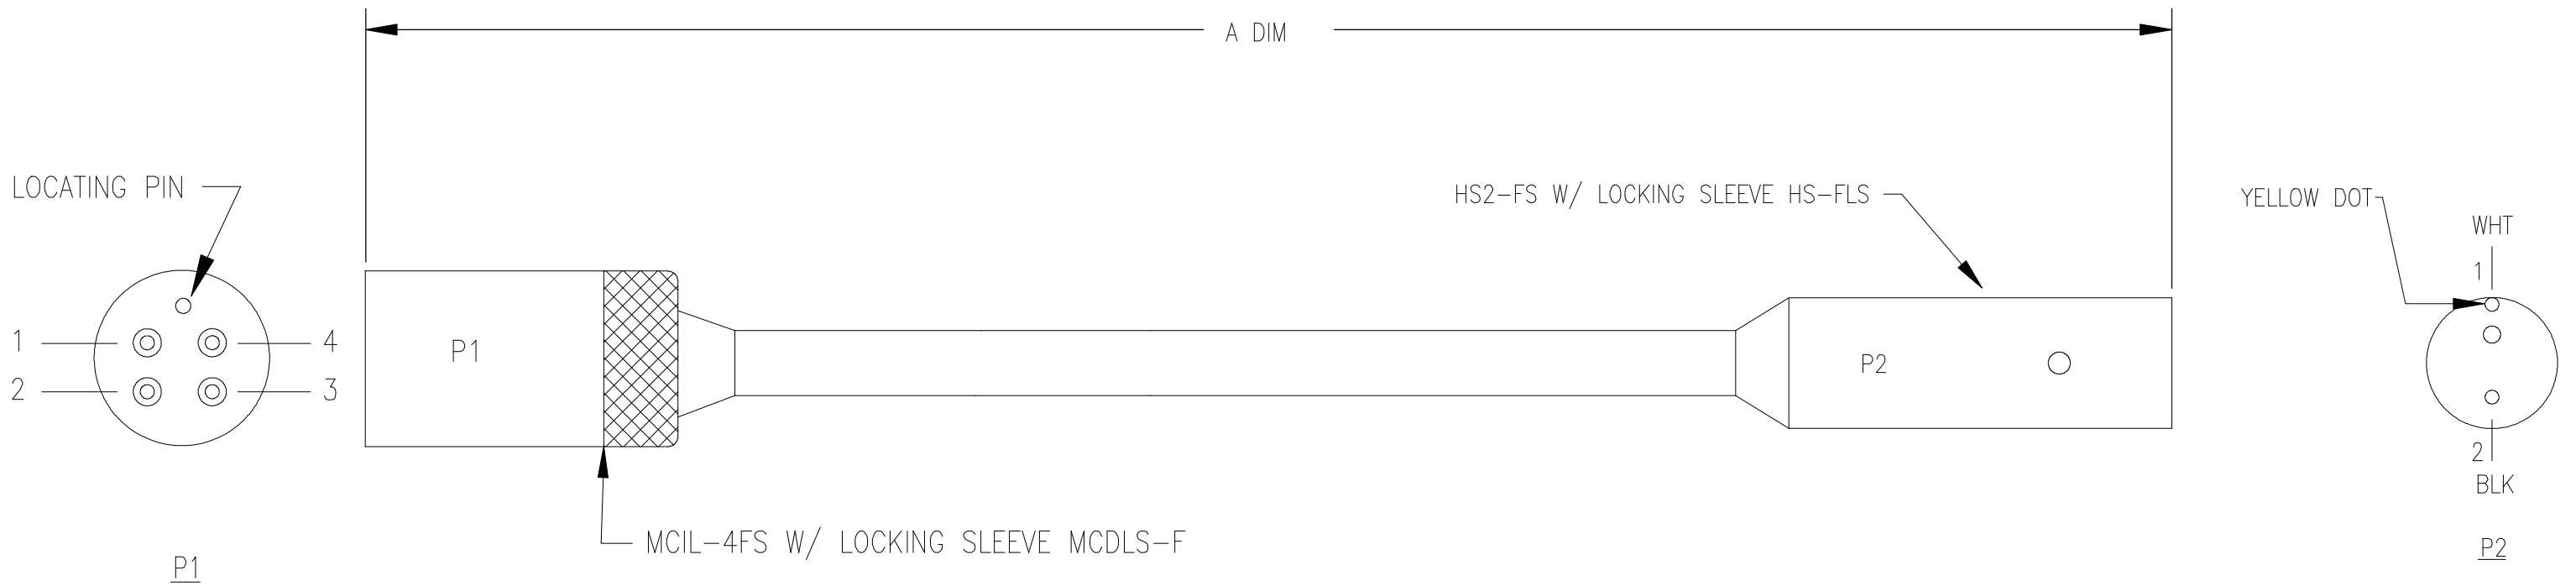 A DIM
LOCATING PIN
HS2-FS W/ LOCKING SLEEVE HS-FLS
YELLOW DOT
WHT
1
1
4
P1
P2
2
3
2
BLK
MCIL-4FS W/ LOCKING SLEEVE MCDLS-F
P1
P2